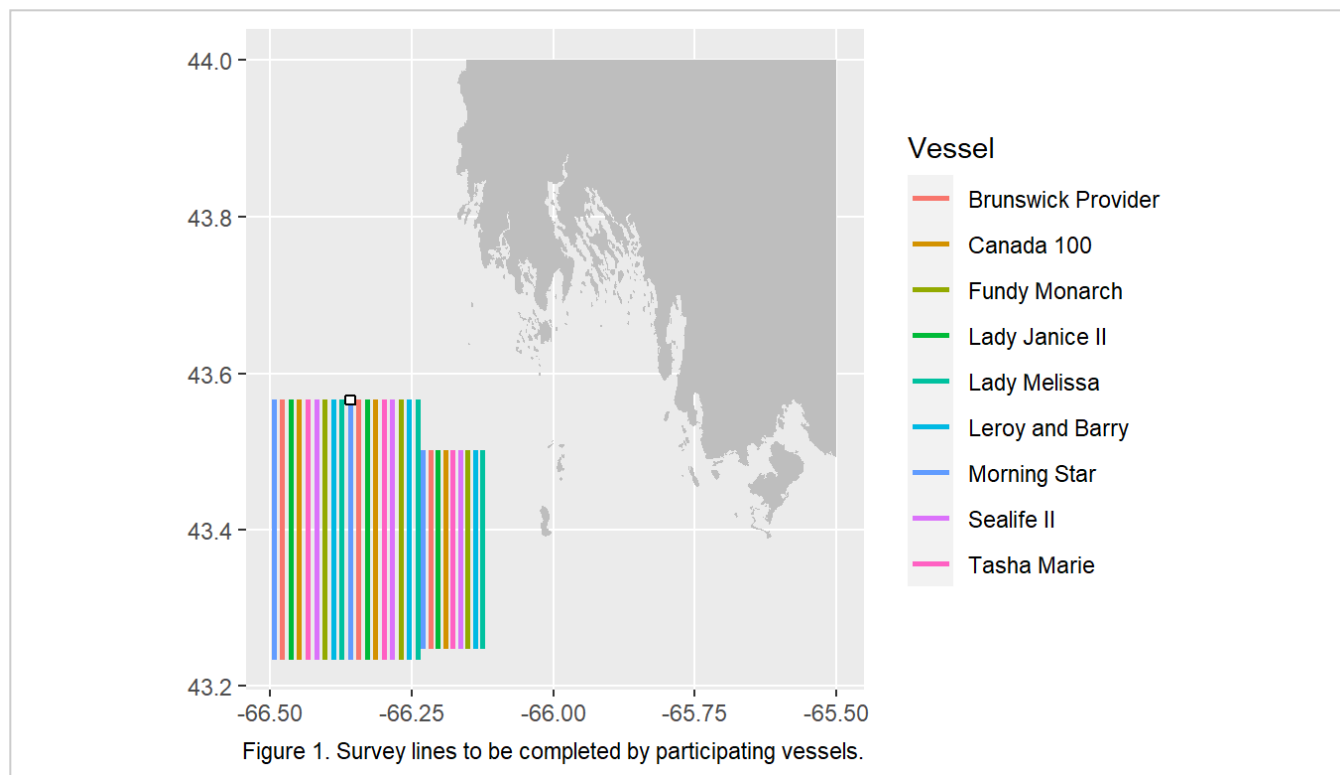 44.0
43.8
43.6
43.4
43.2
-66.50
-66.25
-66.00
-65.75
-65.50
Vessel
Brunswick Provider
Canada 100
Fundy Monarch
Lady Janice II
Lady Melissa
Leroy and Barry
Morning Star
Sealife II
Tasha Marie
Figure 1. Survey lines to be completed by participating vessels.